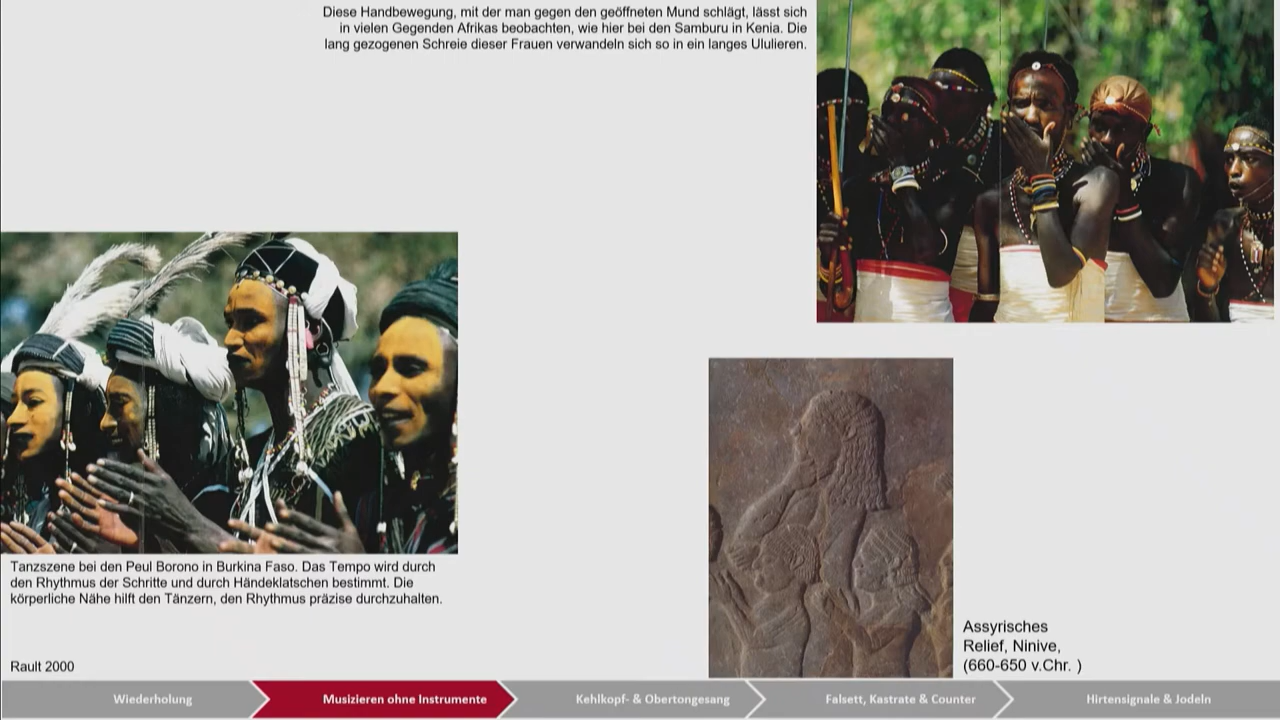 Diese Handbewegung, mit der man gegen den geöffneten Mund schlägt, lässt sich
in vielen Gegenden Afrikas beobachten, wie hier bei den Samburu in Kenia. Die
lang gezogenen Schreie dieser Frauen verwandeln sich so in ein langes Ululieren.
Tanzszene bei den Peul Borono in Burkina Faso. Das Tempo wird durch
den Rhythmus der Schritte und durch Händeklatschen bestimmt. Die
körperliche Nähe hilft den Tänzern, den Rhythmus präzise durchzuhalten.
Assyrisches
Relief, Ninive,
(660-650 v.Chr. )
Rault 2000
Wiederholung
Musizieren ohne Instrumente
Kehlkopf- & Obertongesang
Falsett, Kastrate & Counter
Hirtensignale & Jodeln